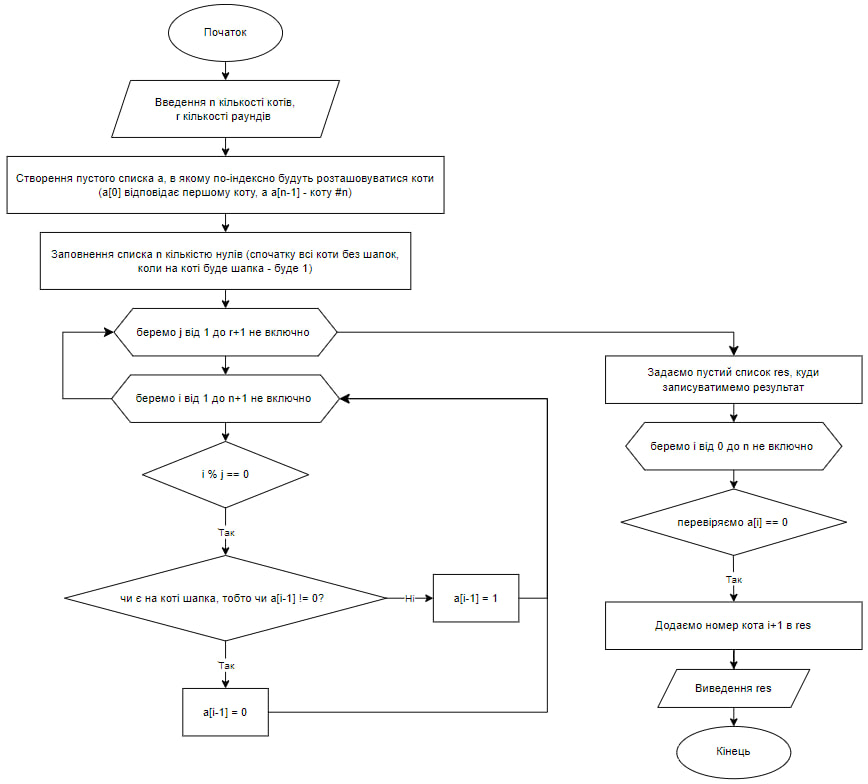 Початок
Введення n кількості котів,
r кількості раундів
Створення пустого списка a, в якому по-індексно будуть розташовуватися коти
(a[0] відповідає першому коту, а a[n-1] - коту #n)
Заповнення списка n кількістю нулів (спочатку всі коти без шапок,
коли на коті буде шапка - буде 1)
беремо j від 1 до r+1 не включно
беремо i від 1 до n+1 не включно
i % j == 0
Так
чи є на коті шапка, тобто чи a[i-1] != 0?
Ні
a[i-1] = 1
Так
a[i-1] = 0
Задаємо пустий список res, куди
записуватимемо результат
беремо i від 0 до n не включно
перевіряємо a[i] == 0
Так
Додаємо номер кота i+1 в res
Виведення res
Кінець